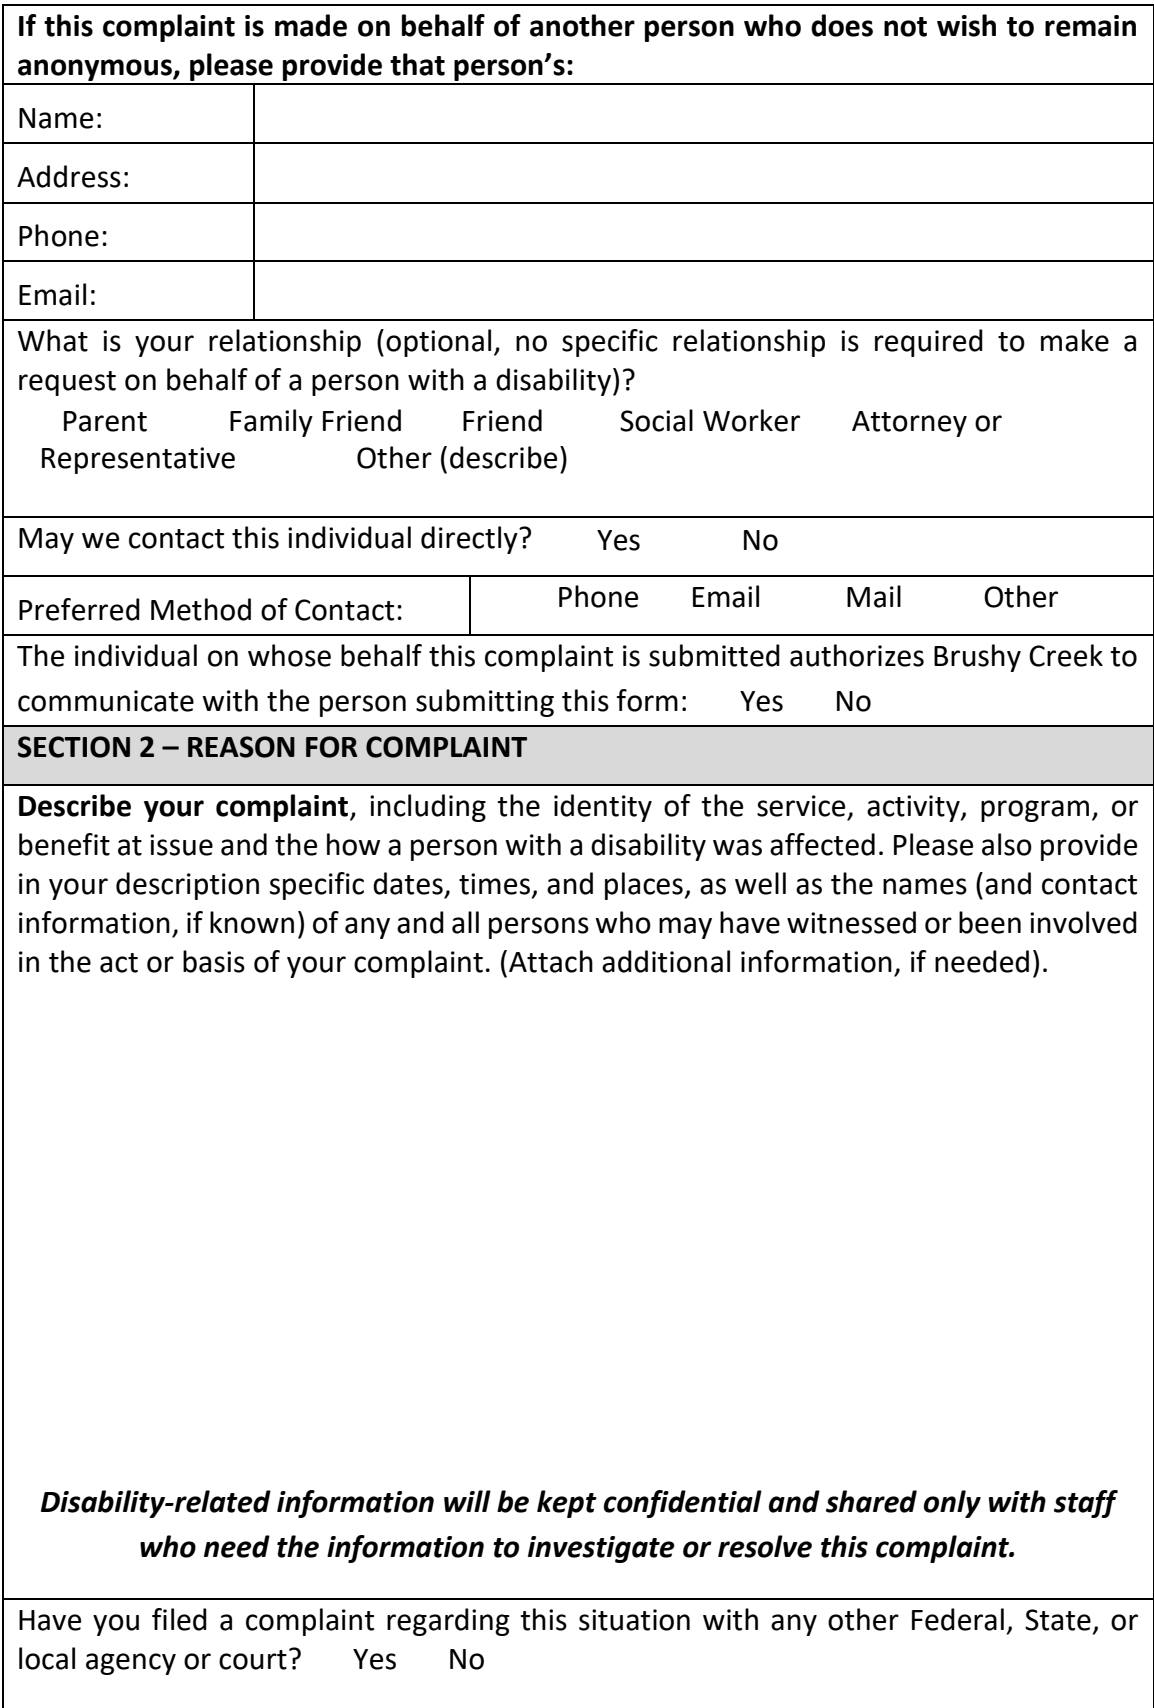 If this complaint is made on behalf of another person who does not wish to remain
anonymous, please provide that person’s:
Name:
Address:
Phone:
Email:
What is your relationship (optional, no specific relationship is required to make a
request on behalf of a person with a disability)?
Parent Family Friend Friend Social Worker Attorney or
Representative Other (describe)
May we contact this individual directly? Yes No
Preferred Method of Contact: Phone Email Mail Other
The individual on whose behalf this complaint is submitted authorizes Brushy Creek to
communicate with the person submitting this form: Yes No
SECTION 2 – REASON FOR COMPLAINT
Describe your complaint, including the identity of the service, activity, program, or
benefit at issue and the how a person with a disability was affected. Please also provide
in your description specific dates, times, and places, as well as the names (and contact
information, if known) of any and all persons who may have witnessed or been involved
in the act or basis of your complaint. (Attach additional information, if needed).
Disability-related information will be kept confidential and shared only with staff
who need the information to investigate or resolve this complaint.
Have you filed a complaint regarding this situation with any other Federal, State, or
local agency or court? Yes No